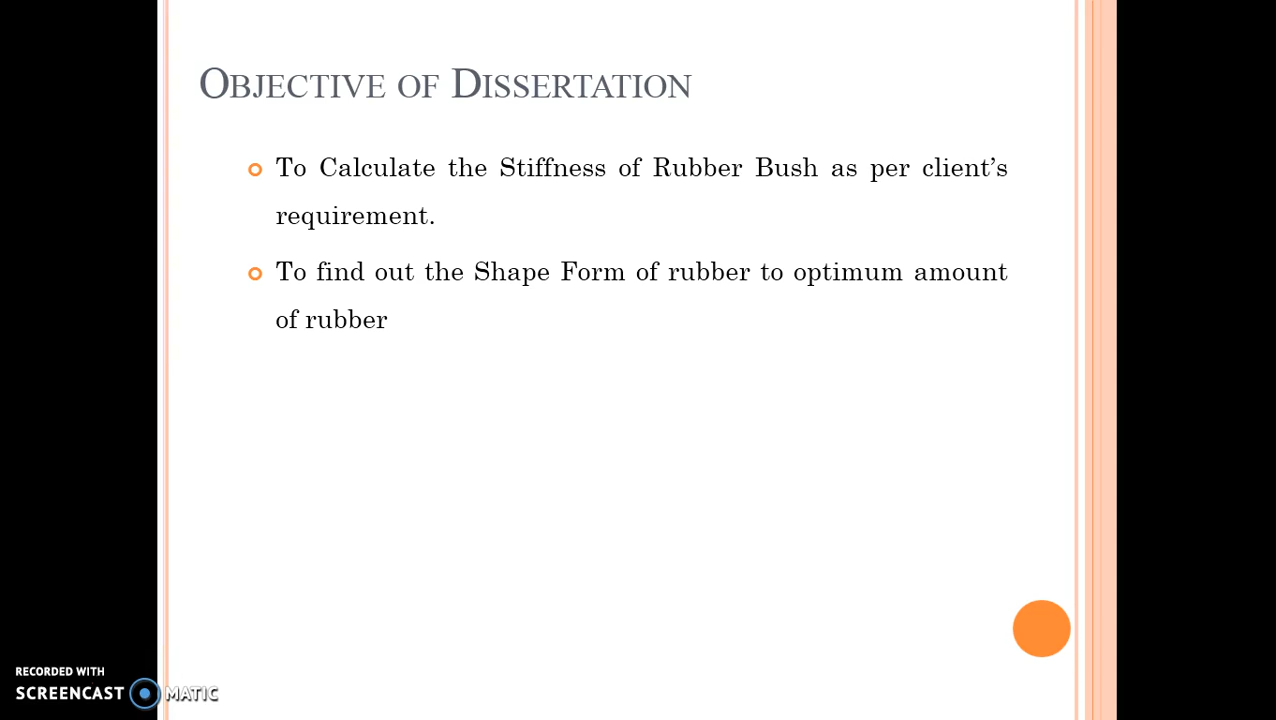 OBJECTIVE OF DISSERTATION
To Calculate the Stiffness of Rubber Bush as per client's
requirement.
To find out the Shape Form of rubber to optimum amount
of rubber
RECORDED WITH
SCREENCAST MATIC